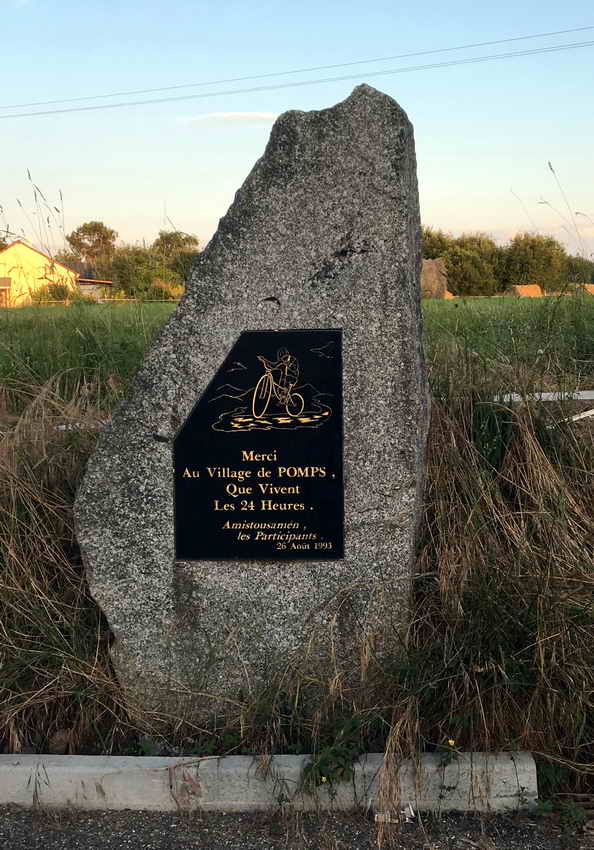 Merci
Au Village de POMPS ,
Que Vivent
Les 24 Heures .
Amistousamen ,
les Participants .
26 Août 1993